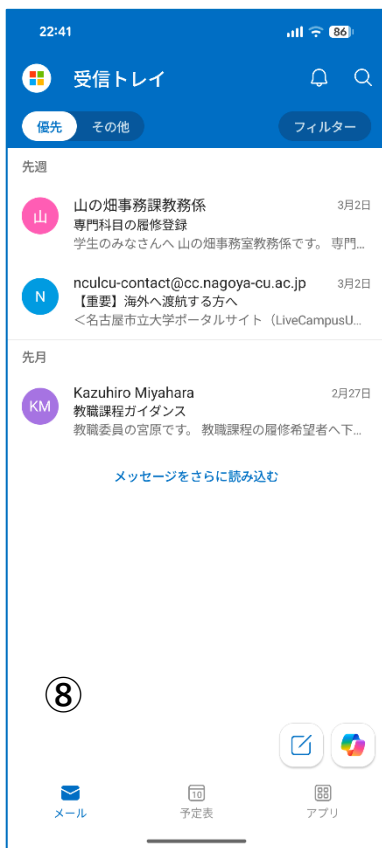 22:41
86
受信トレイ
優先 その他 フィルター
先週
山 山の畑事務課教務係 3月2日
専門科目の履修登録
学生のみなさんへ 山の畑事務室教務係です。 専門...
N nculcu-contact@cc.nagoya-cu.ac.jp 3月2日
【重要】海外へ渡航する方へ
＜名古屋市立大学ポータルサイト（LiveCampusU...
先月
KM Kazuhiro Miyahara 2月27日
教職課程ガイダンス
教職委員の宮原です。 教職課程の履修希望者へ下...
メッセージをさらに読み込む
⑧
10
メール 予定表 アプリ